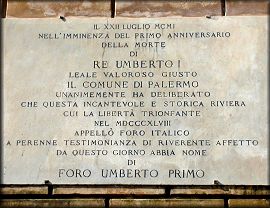 IL XXII LUGLIO MCMI
NELL'IMMINENZA DEL PRIMO ANNIVERSARIO
DELLA MORTE
DI
RE UMBERTO I
LEALE VALOROSO GIUSTO
IL COMUNE DI PALERMO
UNANIMEMENTE HA DELIBERATO
CHE QUESTA INCANTEVOLE E STORICA RIVIERA
CUI LA LIBERTÀ TRIONFANTE
NEL MDCCCXLVIII
APPELLÒ FORO ITALICO
A PERENNE TESTIMONIANZA DI RIVERENTE AFFETTO
DA QUESTO GIORNO ABBIA NOME
DI
FORO UMBERTO PRIMO